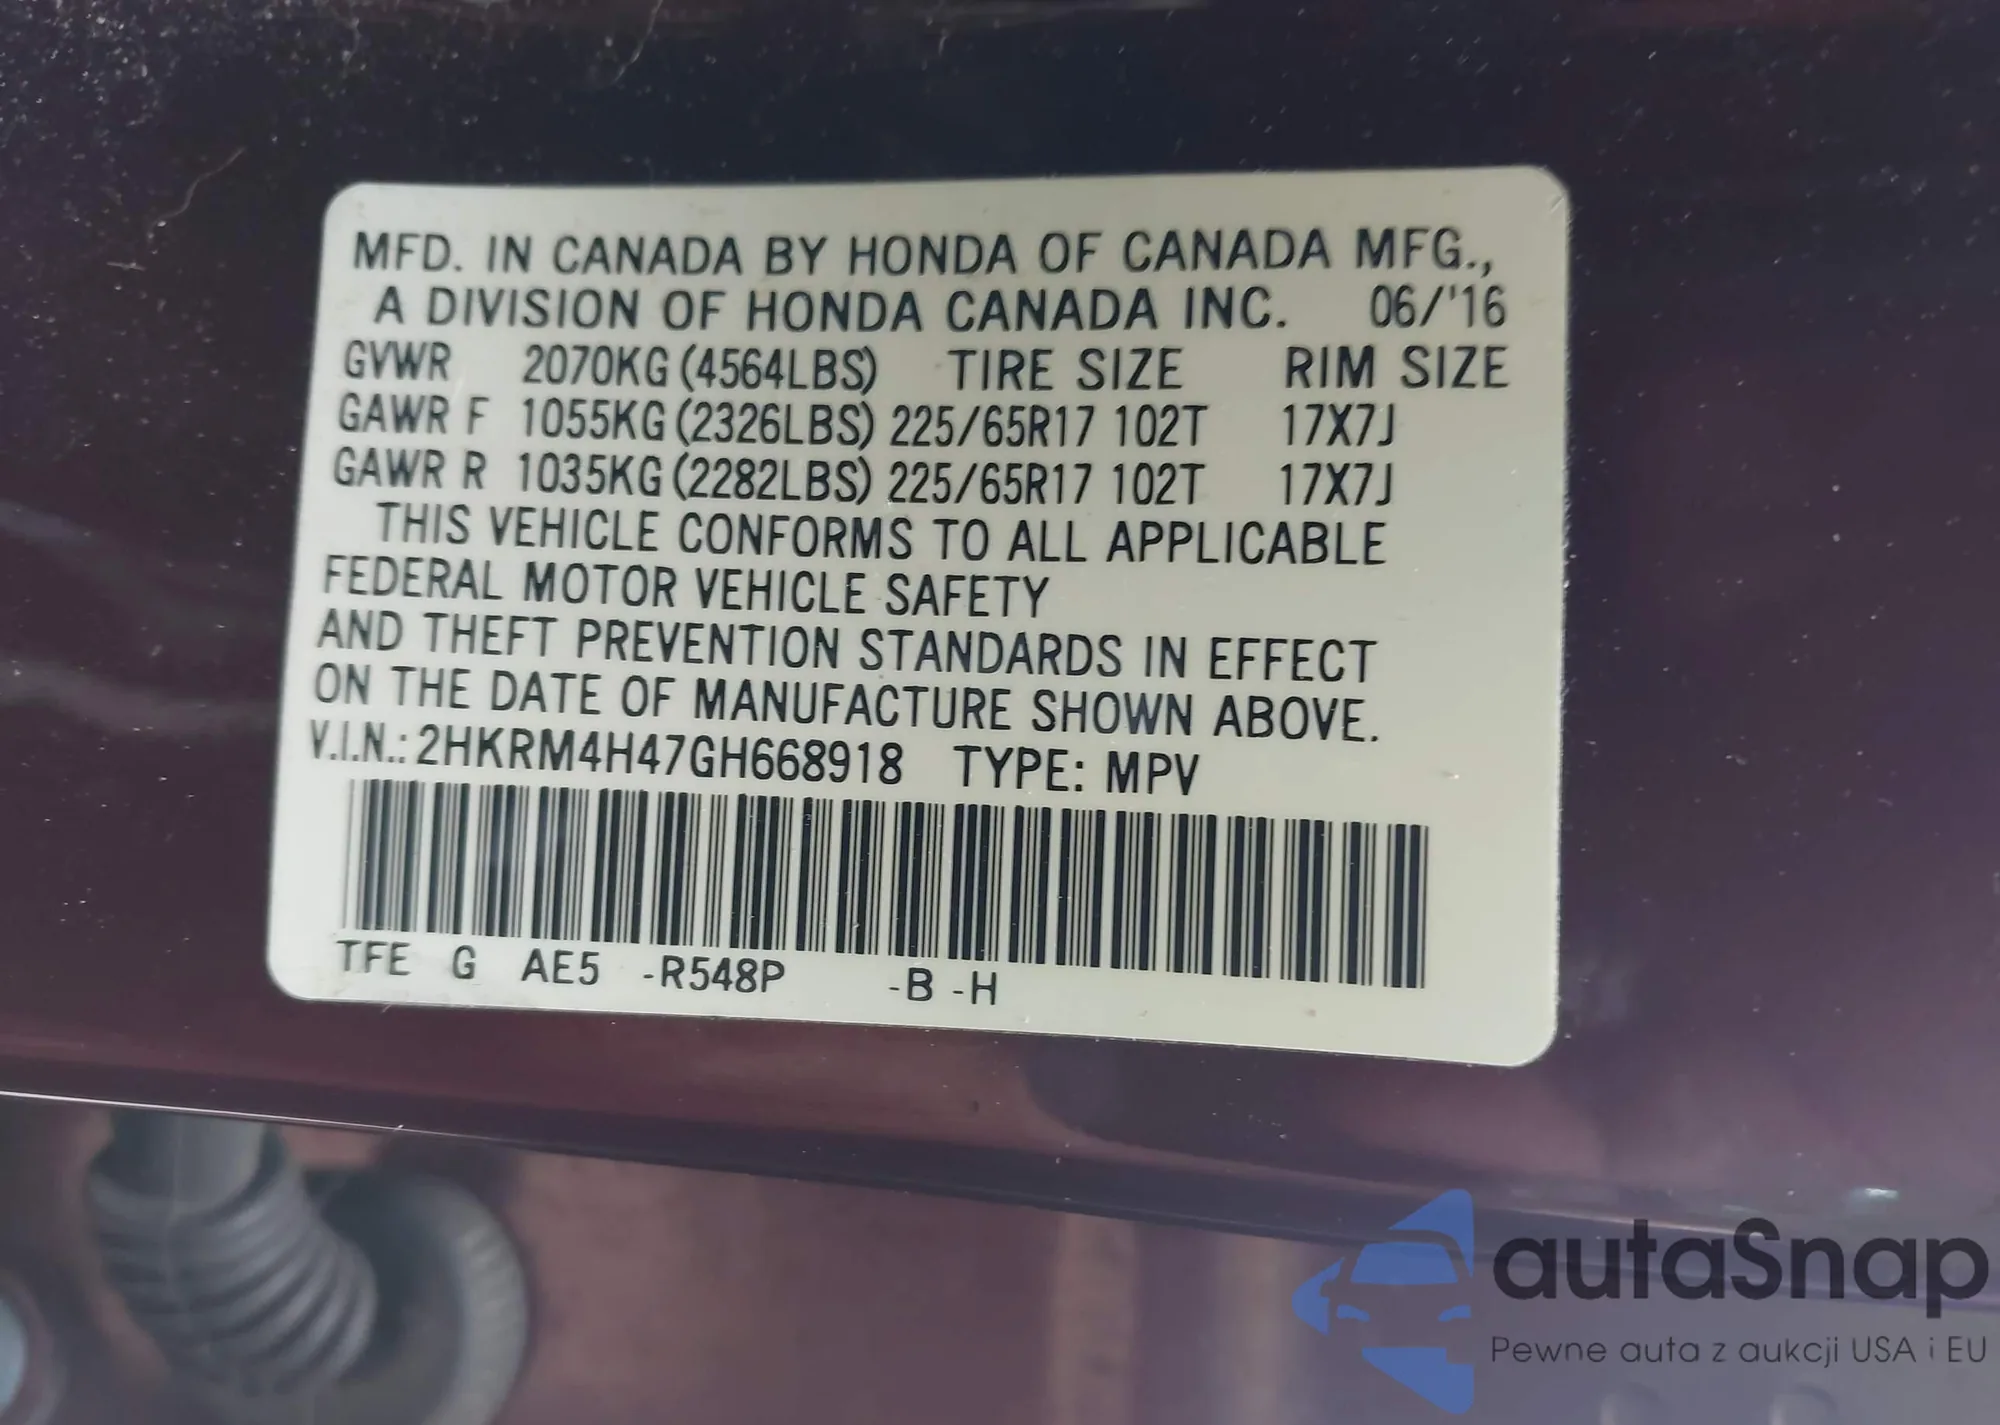 MFD. IN CANADA BY HONDA OF CANADA MFG.,
A DIVISION OF HONDA CANADA INC. 06/'16
GVWR 2070KG (4564LBS) TIRE SIZE RIM SIZE
GAWR F 1055KG (2326LBS) 225/65R17 102T 17X7J
GAWR R 1035KG (2282LBS) 225/65R17 102T 17X7J
THIS VEHICLE CONFORMS TO ALL APPLICABLE
FEDERAL MOTOR VEHICLE SAFETY
AND THEFT PREVENTION STANDARDS IN EFFECT
ON THE DATE OF MANUFACTURE SHOWN ABOVE.
V.I.N.: 2HKRM4H47GH668918 TYPE: MPV
TFE G AE5 -R548P -B -H
autaSnap
Pewne auta z aukcji USA i EU